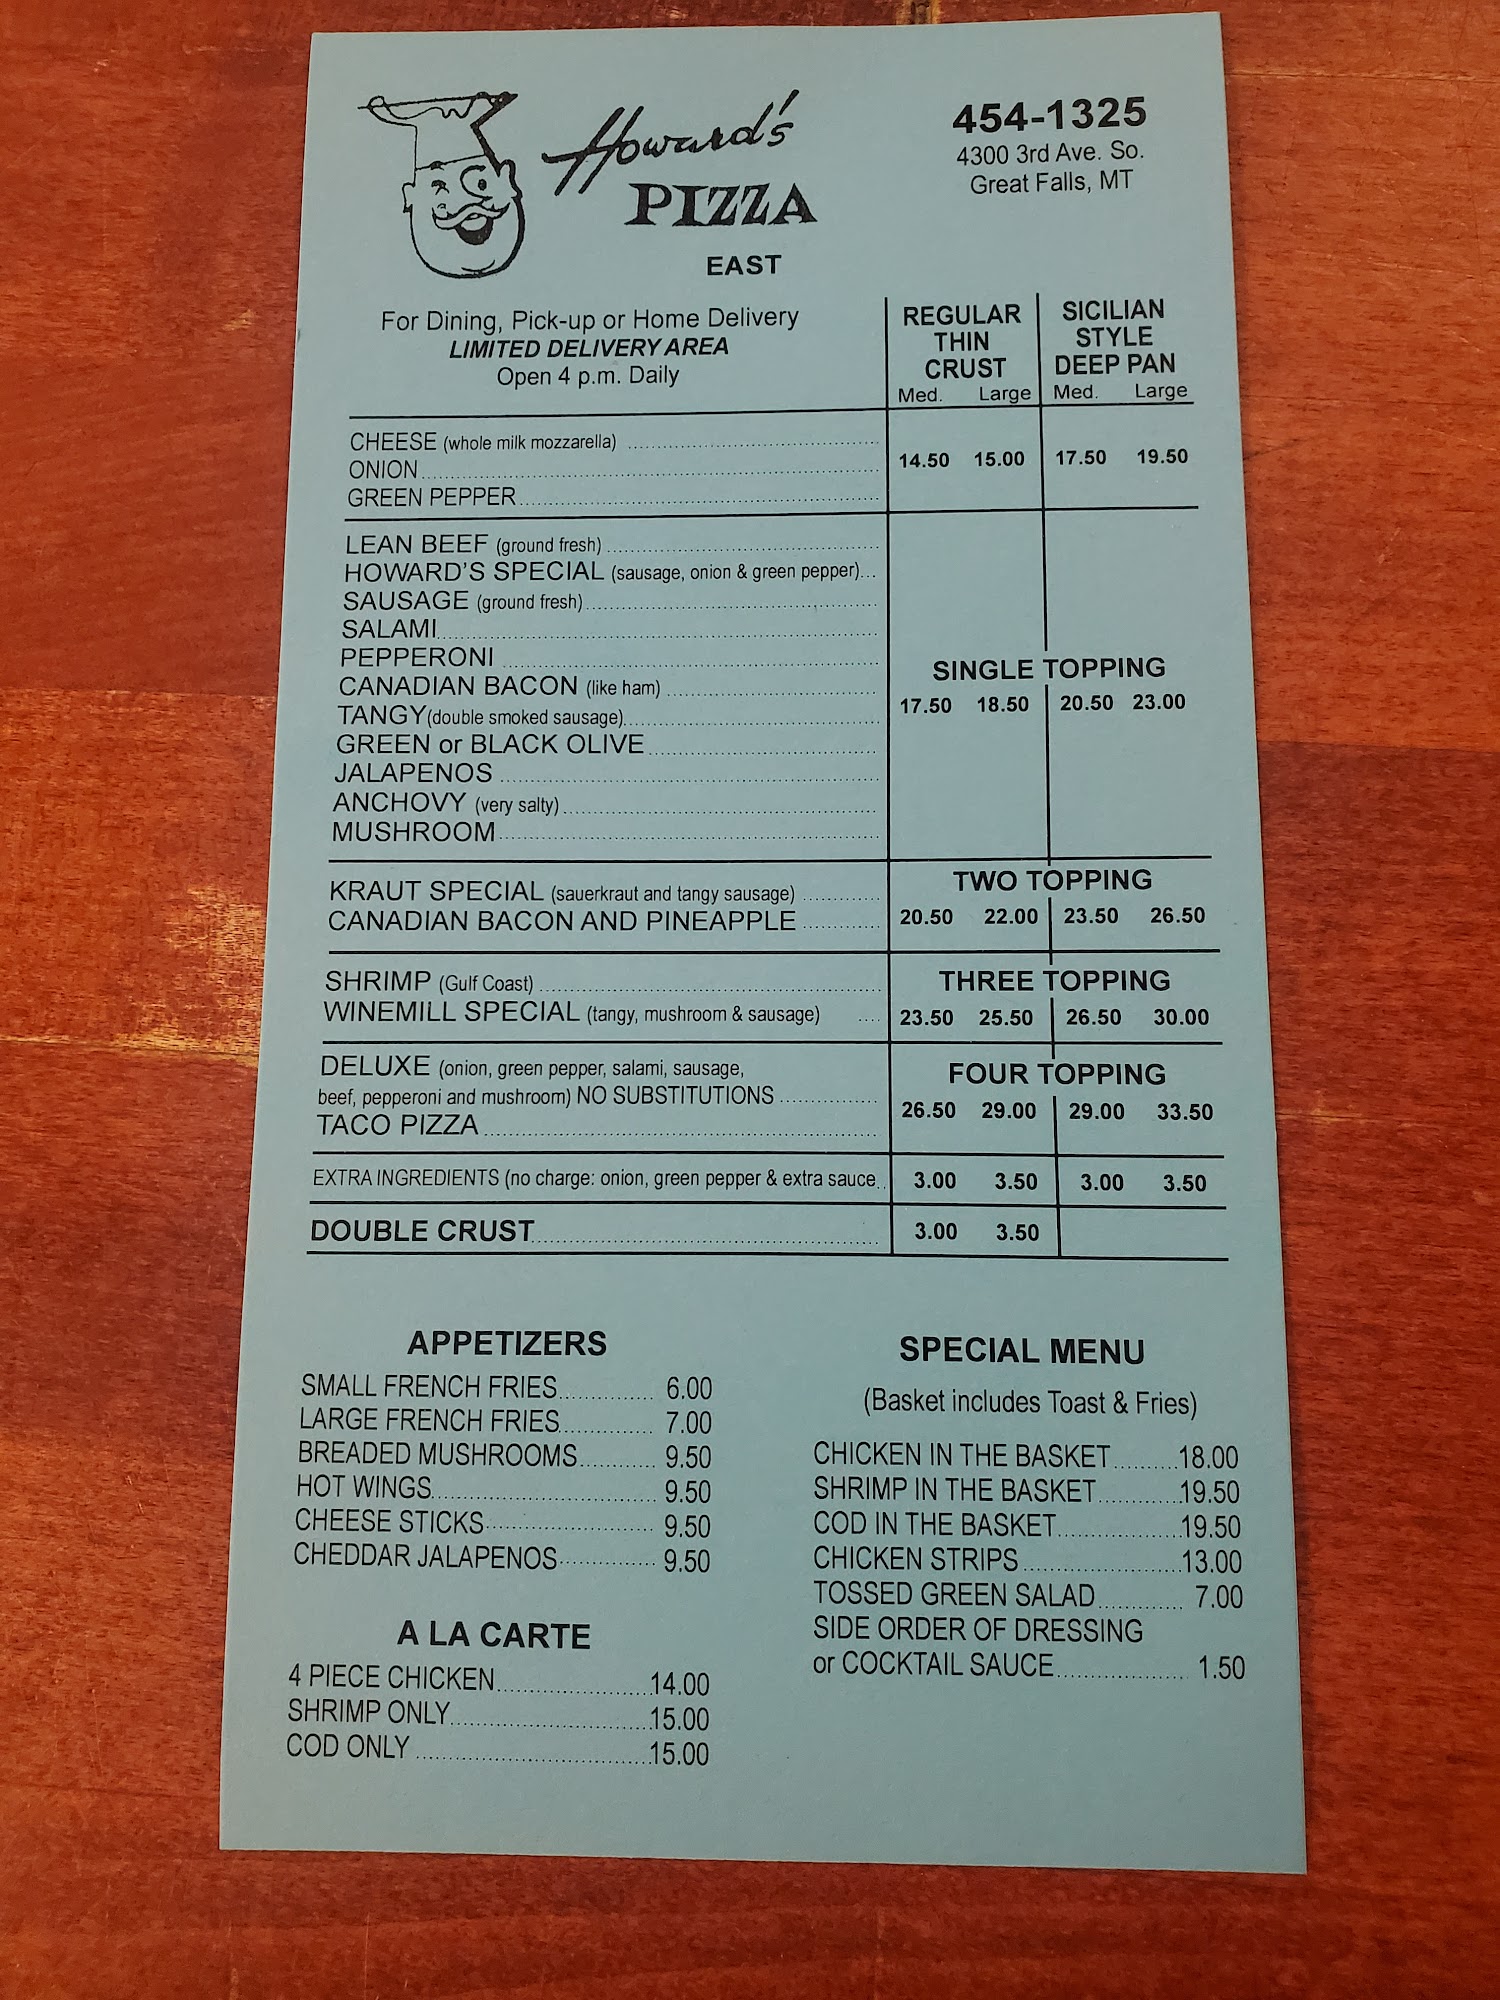 Howard's
PIZZA
EAST
454-1325
4300 3rd Ave. So.
Great Falls, MT
For Dining, Pick-up or Home Delivery
LIMITED DELIVERY AREA
Open 4 p.m. Daily
REGULAR THIN CRUST
Med. Large
SICILIAN STYLE DEEP PAN
Med. Large
CHEESE (whole milk mozzarella)
ONION
GREEN PEPPER
14.50 15.00 17.50 19.50
LEAN BEEF (ground fresh)
HOWARD'S SPECIAL (sausage, onion & green pepper)...
SAUSAGE (ground fresh)
SALAMI
PEPPERONI
CANADIAN BACON (like ham)
TANGY(double smoked sausage)
GREEN or BLACK OLIVE
JALAPENOS
ANCHOVY (very salty)
MUSHROOM
SINGLE TOPPING
17.50 18.50 20.50 23.00
KRAUT SPECIAL (sauerkraut and tangy sausage)
CANADIAN BACON AND PINEAPPLE
TWO TOPPING
20.50 22.00 23.50 26.50
SHRIMP (Gulf Coast)
WINEMILL SPECIAL (tangy, mushroom & sausage)
THREE TOPPING
23.50 25.50 26.50 30.00
DELUXE (onion, green pepper, salami, sausage,
beef, pepperoni and mushroom) NO SUBSTITUTIONS
TACO PIZZA
FOUR TOPPING
26.50 29.00 29.00 33.50
EXTRA INGREDIENTS (no charge: onion, green pepper & extra sauce 3.00 3.50 3.00 3.50
DOUBLE CRUST 3.00 3.50
APPETIZERS
SMALL FRENCH FRIES 6.00
LARGE FRENCH FRIES 7.00
BREADED MUSHROOMS 9.50
HOT WINGS 9.50
CHEESE STICKS 9.50
CHEDDAR JALAPENOS 9.50
A LA CARTE
4 PIECE CHICKEN 14.00
SHRIMP ONLY 15.00
COD ONLY 15.00
SPECIAL MENU
(Basket includes Toast & Fries)
CHICKEN IN THE BASKET 18.00
SHRIMP IN THE BASKET 19.50
COD IN THE BASKET 19.50
CHICKEN STRIPS 13.00
TOSSED GREEN SALAD 7.00
SIDE ORDER OF DRESSING
or COCKTAIL SAUCE 1.50